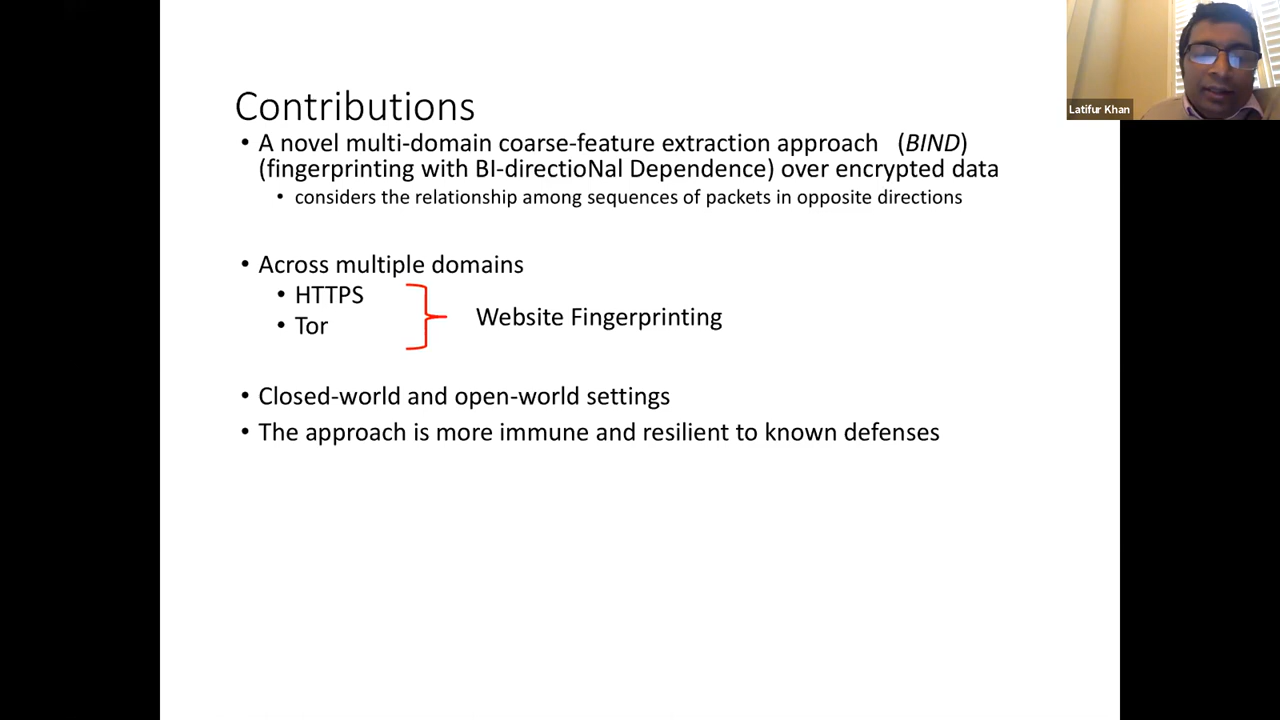 Contributions
• A novel multi-domain coarse-feature extraction approach (BIND)
(fingerprinting with BI-directioNal Dependence) over encrypted data
• considers the relationship among sequences of packets in opposite directions
• Across multiple domains
• HTTPS
• Tor
Website Fingerprinting
• Closed-world and open-world settings
• The approach is more immune and resilient to known defenses
Latifur Khan